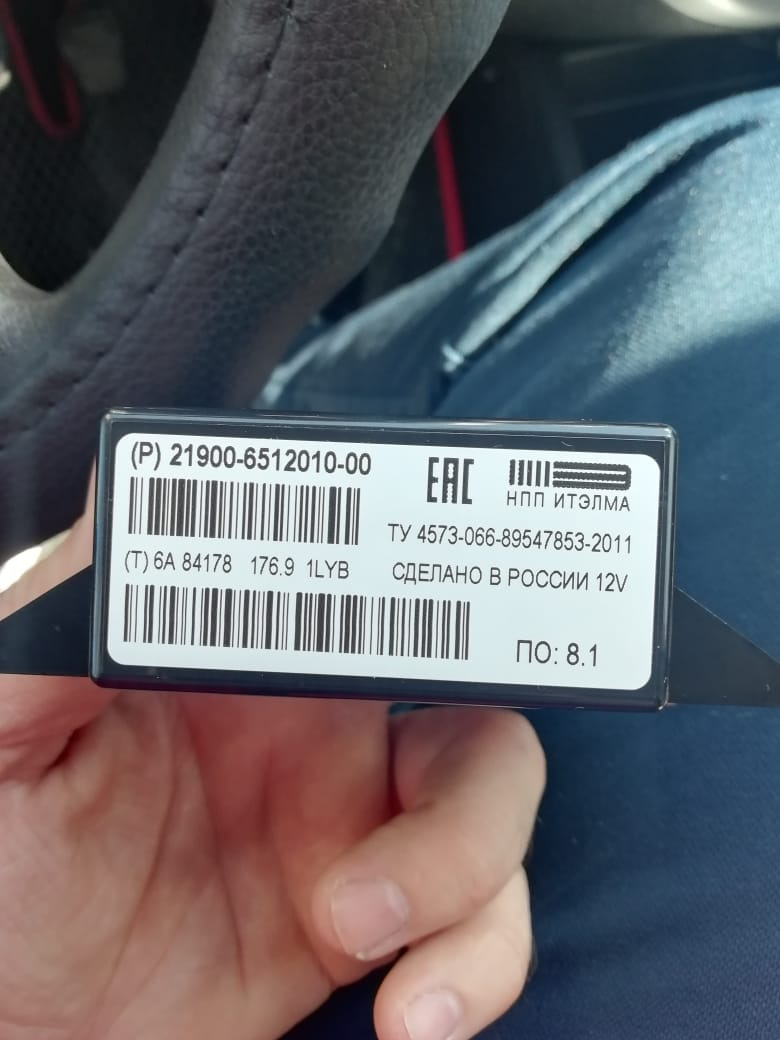 (P) 21900-6512010-00
EAC
НПП ИТЭЛМА
ТУ 4573-066-89547853-2011
(T) 6A 84178 176.9 1LYB
СДЕЛАНО В РОССИИ 12V
ПО: 8.1